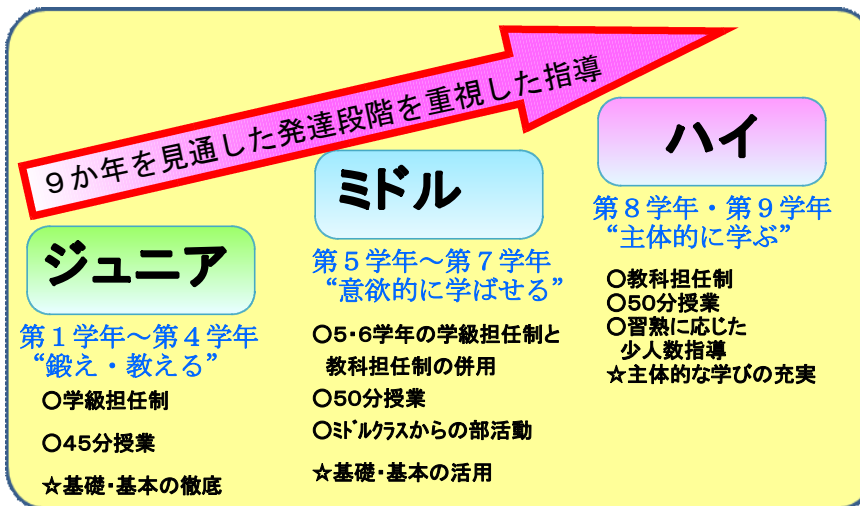 ９か年を見通した発達段階を重視した指導
ジュニア
第１学年～第４学年
“鍛え・教える”
○学級担任制
○45分授業
☆基礎・基本の徹底
ミドル
第５学年～第７学年
“意欲的に学ばせる”
○5・6学年の学級担任制と
教科担任制の併用
○50分授業
○ﾐﾄﾞﾙｸﾗｽからの部活動
☆基礎・基本の活用
ハイ
第８学年・第９学年
“主体的に学ぶ”
○教科担任制
○50分授業
○習熟に応じた
少人数指導
☆主体的な学びの充実